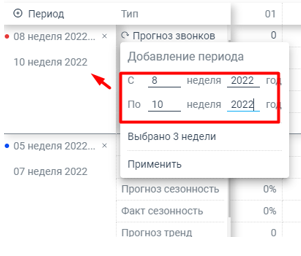 Период Тип 01
08 неделя 2022... × Прогноз звонков 0
10 неделя 2022
Добавление периода
С 8 неделя 2022 год
По 10 неделя 2022 год
Выбрано 3 недели
05 неделя 2022... ×
Применить
07 неделя 2022
Прогноз сезонность 0%
Факт сезонность 0%
Прогноз тренд 0